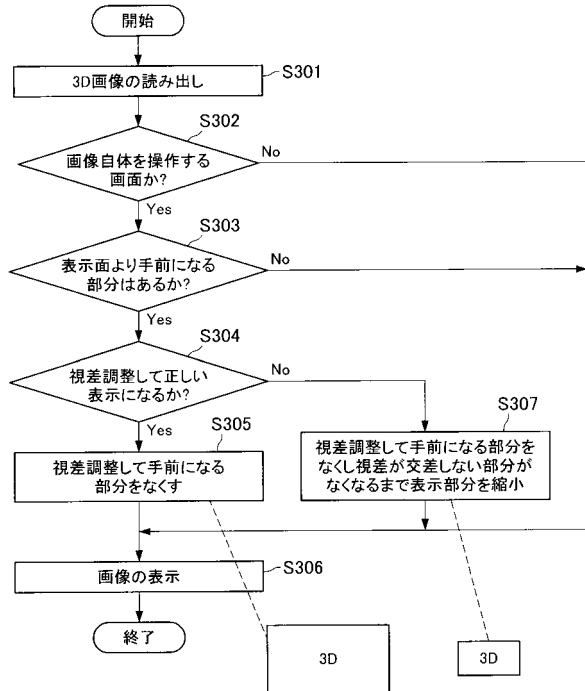 開始
3D画像の読み出し
S301
S302
画像自体を操作する
画面か?
No
Yes
S303
表示面より手前になる
部分はあるか?
No
Yes
S304
視差調整して正しい
表示になるか?
No
Yes
S305
視差調整して手前になる
部分をなくす
S307
視差調整して手前になる部分を
なくし視差が交差しない部分が
なくなるまで表示部分を縮小
画像の表示
S306
終了
3D
3D